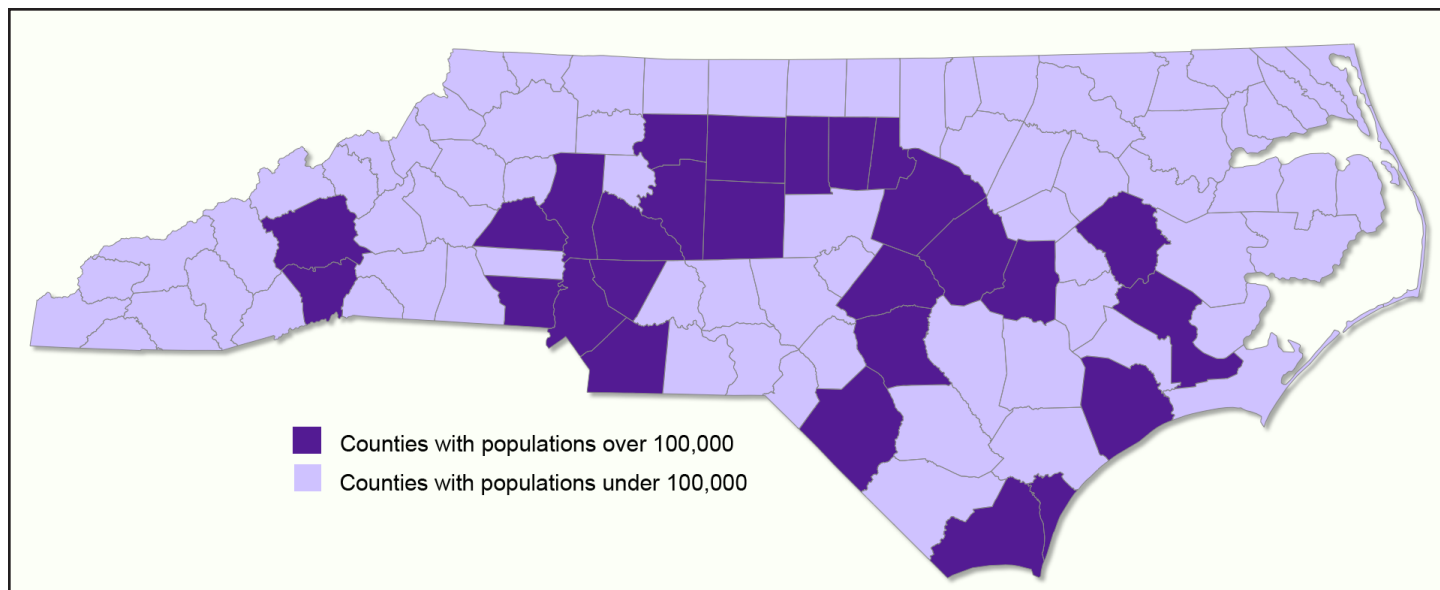 Counties with populations over 100,000
Counties with populations under 100,000